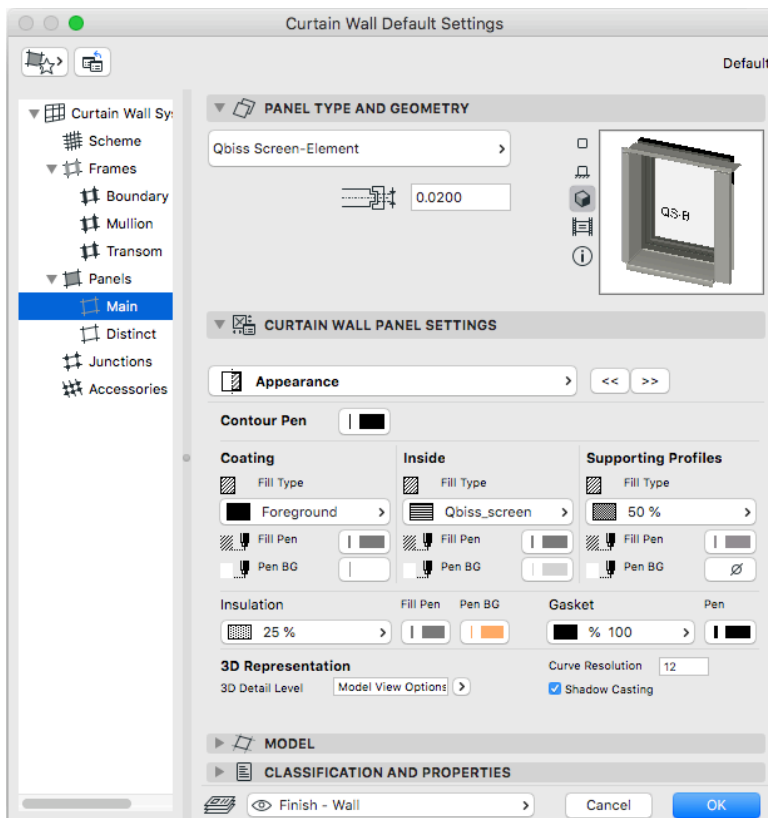 Curtain Wall Default Settings
Default
Curtain Wall Sy
Scheme
Frames
Boundary
Mullion
Transom
Panels
Main
Distinct
Junctions
Accessories
PANEL TYPE AND GEOMETRY
Qbiss Screen-Element
0.0200
QS-B
CURTAIN WALL PANEL SETTINGS
Appearance
<< >>
Contour Pen
Coating Inside Supporting Profiles
Fill Type Fill Type Fill Type
Foreground Qbiss_screen 50 %
Fill Pen Fill Pen Fill Pen
Pen BG Pen BG Pen BG
Insulation Fill Pen Pen BG Gasket Pen
25 % % 100
3D Representation Curve Resolution 12
3D Detail Level Model View Options Shadow Casting
MODEL
CLASSIFICATION AND PROPERTIES
Finish - Wall Cancel OK